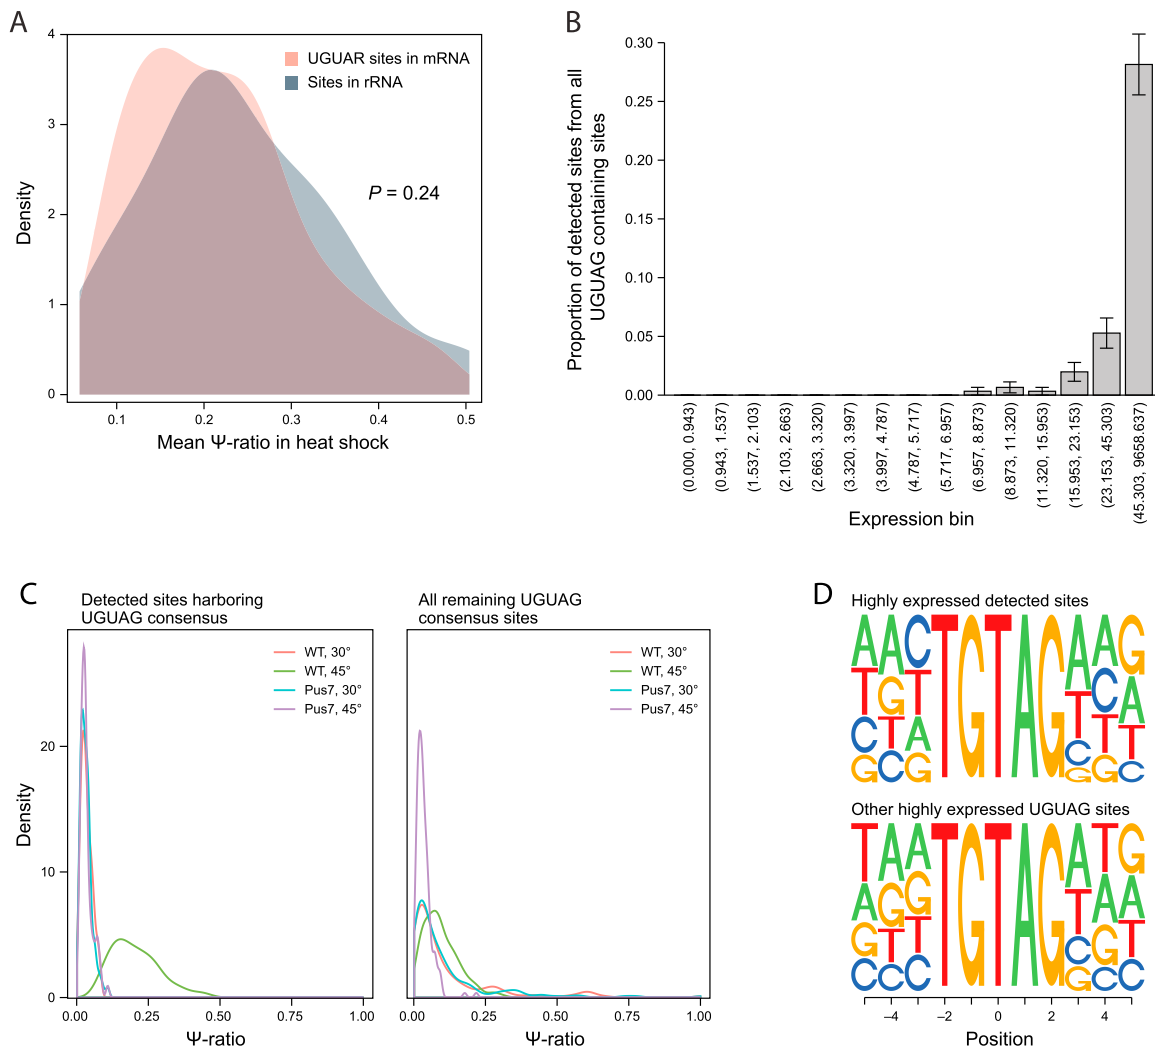 A
4
3
2
1
0
Density
UGUAR sites in mRNA
Sites in rRNA
P = 0.24
0.1 0.2 0.3 0.4 0.5
Mean Ψ-ratio in heat shock
B
Proportion of detected sites from all
UGUAG containing sites
0.30
0.25
0.20
0.15
0.10
0.05
0.00
(0.000, 0.943)
(0.943, 1.537)
(1.537, 2.103)
(2.103, 2.663)
(2.663, 3.320)
(3.320, 3.997)
(3.997, 4.787)
(4.787, 5.717)
(5.717, 6.957)
(6.957, 8.873)
(8.873, 11.320)
(11.320, 15.953)
(15.953, 23.153)
(23.153, 45.303)
(45.303, 9658.637)
Expression bin
C
Detected sites harboring
UGUAG consensus
WT, 30°
WT, 45°
Pus7, 30°
Pus7, 45°
20
10
0
Density
0.00 0.25 0.50 0.75 1.00
Ψ-ratio
All remaining UGUAG
consensus sites
WT, 30°
WT, 45°
Pus7, 30°
Pus7, 45°
0.00 0.25 0.50 0.75 1.00
Ψ-ratio
D
Highly expressed detected sites
AACTGTAGAAG
TGTTCA
CTACTT
GCGGGC
Other highly expressed UGUAG sites
TAATGTAGATG
AGGTAA
GTTCGT
CCCGCC
−4 −2 0 2 4
Position